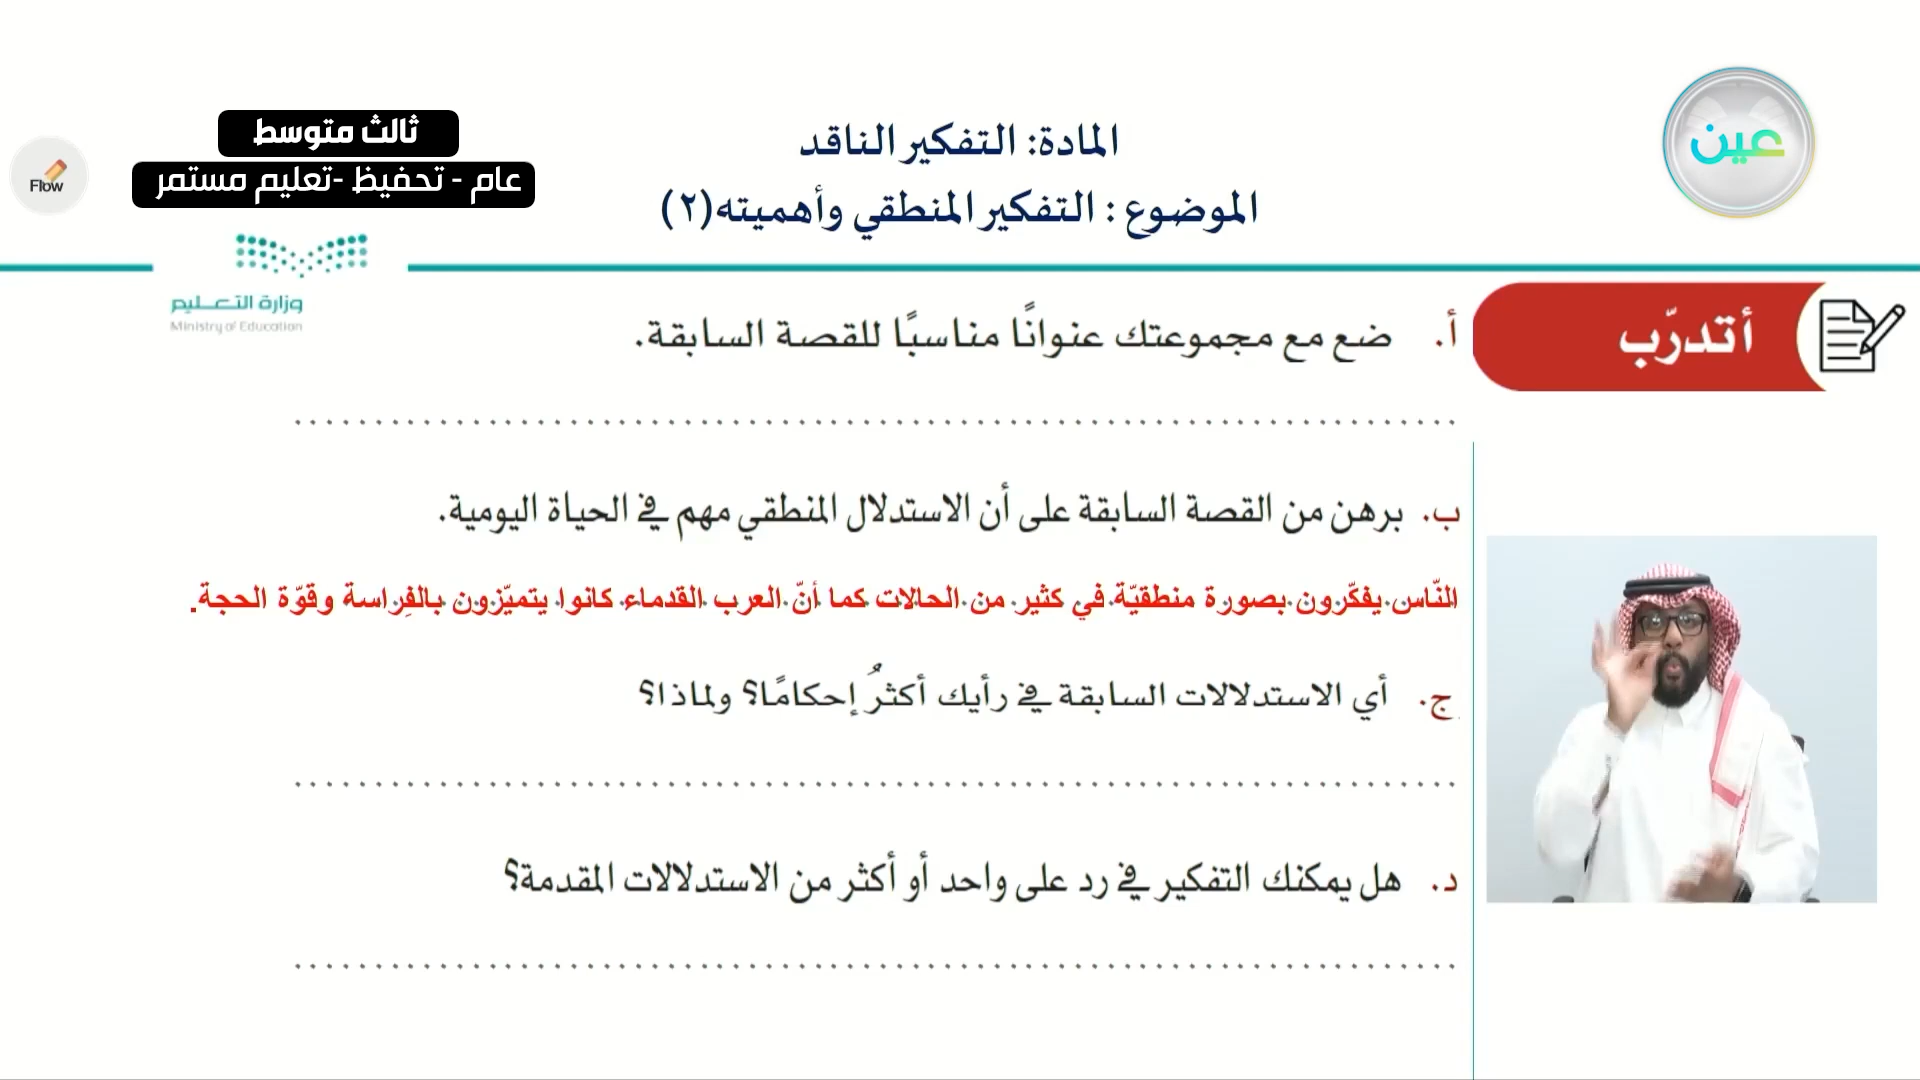 ثالث متوسط
عام - تحفيظ -تعليم مستمر
Flow
المادة: التفكير الناقد
الموضوع : التفكير المنطقي وأهميته(٢)
عين
وزارة التعليم
Ministry of Education
أتدرّب
أ. ضع مع مجموعتك عنوانًا مناسبًا للقصة السابقة.
ب. برهن من القصة السابقة على أن الاستدلال المنطقي مهم في الحياة اليومية.
النّاس يفكّرون بصورة منطقيّة في كثير من الحالات كما أنّ العرب القدماء كانوا يتميّزون بالفِراسة وقوّة الحجة.
ج. أي الاستدلالات السابقة في رأيك أكثرُ إحكامًا؟ ولماذا؟
د. هل يمكنك التفكير في رد على واحد أو أكثر من الاستدلالات المقدمة؟